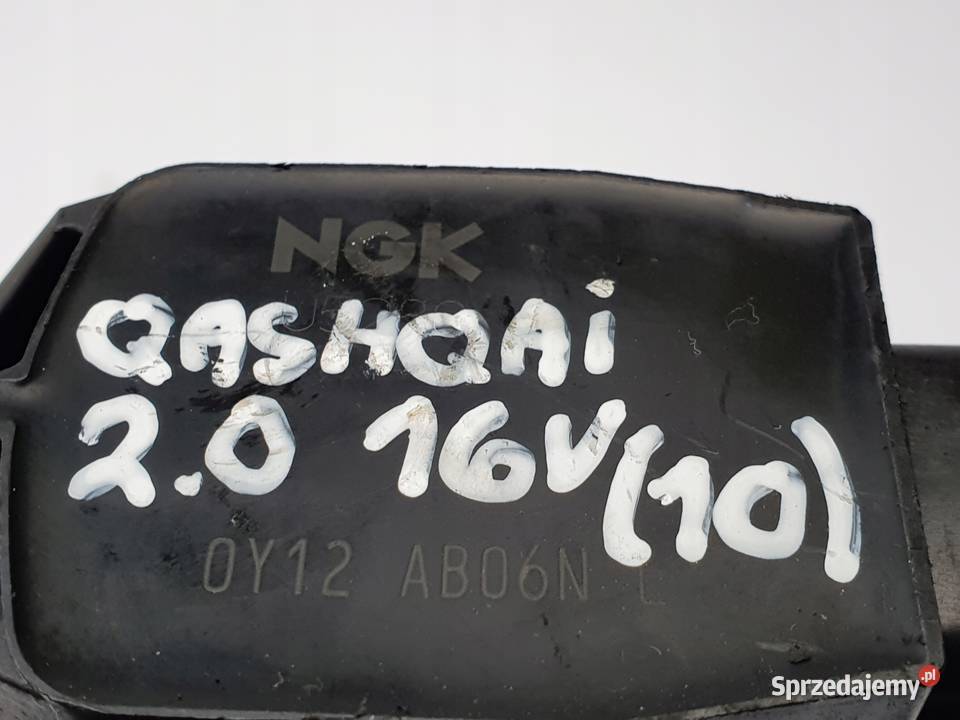 NGK
QASHQAi
2.0 16V (10)
0Y12 AB06N L
Sprzedajemy.pl